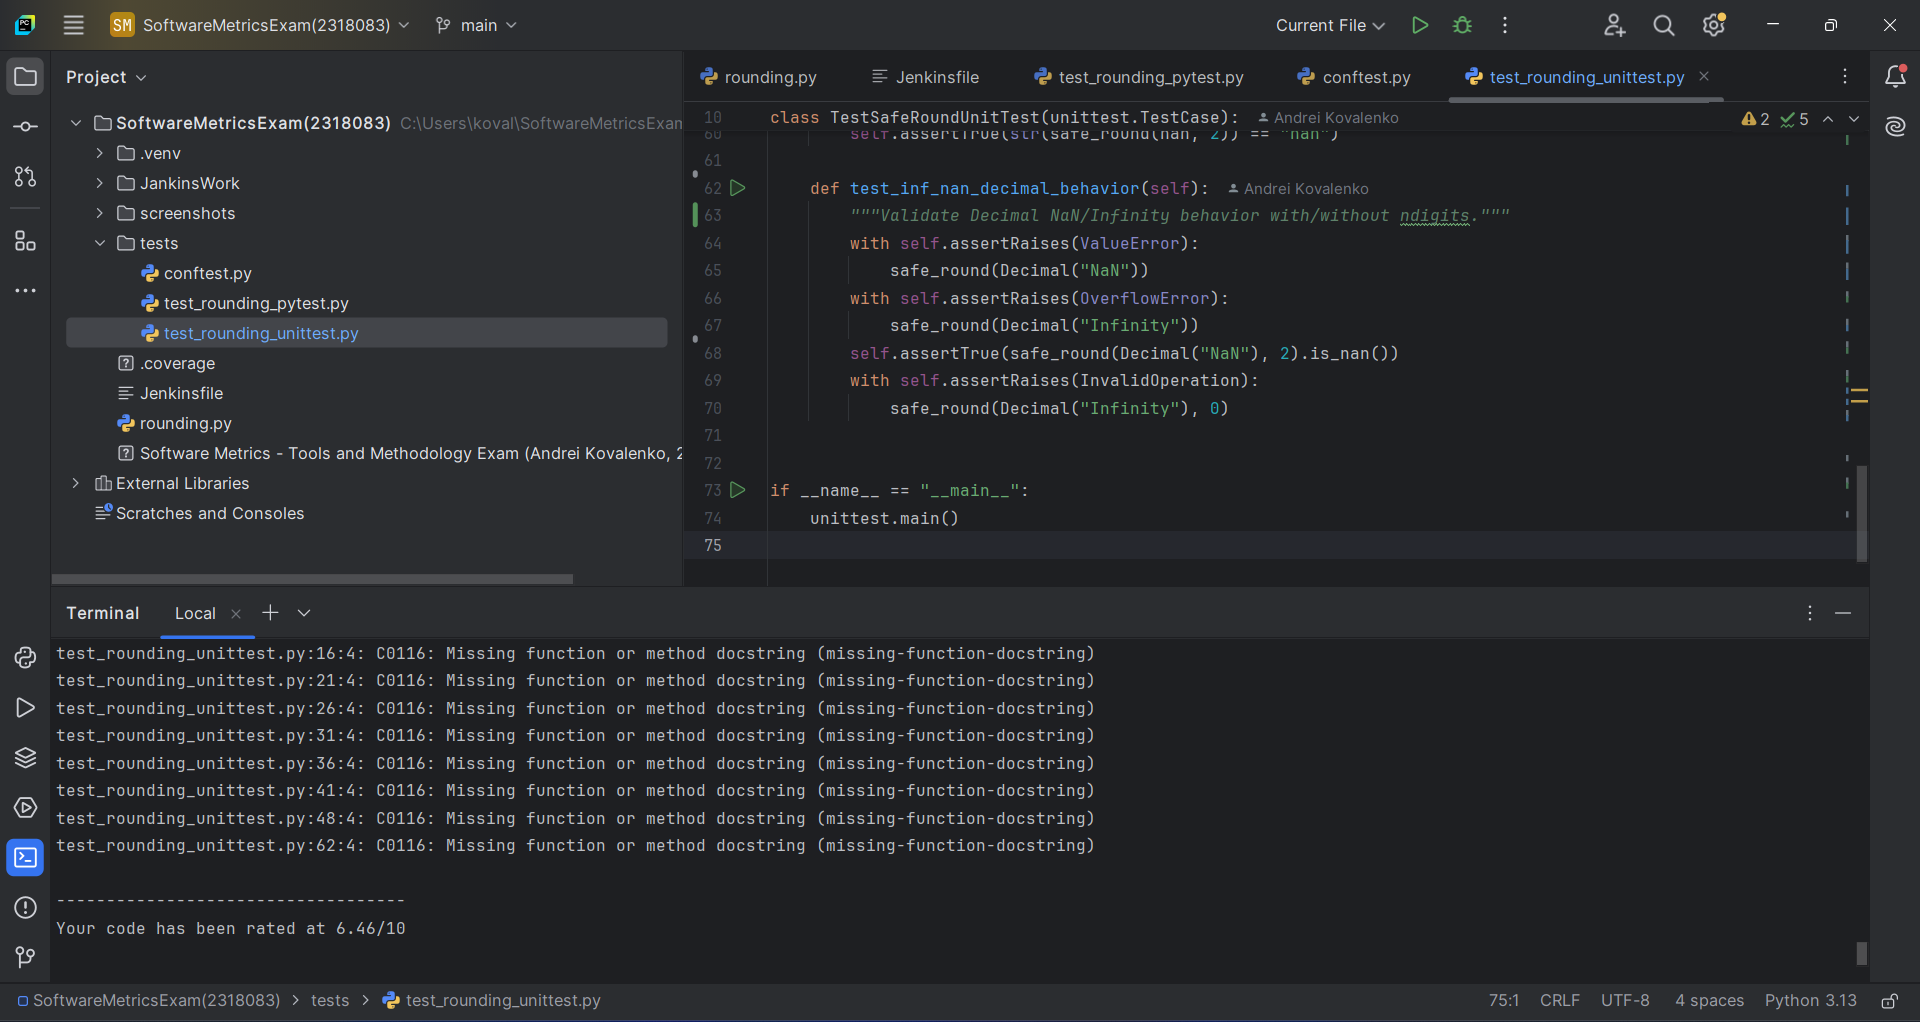 SM SoftwareMetricsExam(2318083) main Current File
Project
SoftwareMetricsExam(2318083) C:\Users\koval\SoftwareMetricsExam
.venv
JankinsWork
screenshots
tests
conftest.py
test_rounding_pytest.py
test_rounding_unittest.py
.coverage
Jenkinsfile
rounding.py
Software Metrics - Tools and Methodology Exam (Andrei Kovalenko, 2
External Libraries
Scratches and Consoles
rounding.py Jenkinsfile test_rounding_pytest.py conftest.py test_rounding_unittest.py
10 class TestSafeRoundUnitTest(unittest.TestCase): Andrei Kovalenko 2 5
60 self.assertTrue(str(safe_round(nan, 2)) == "nan")
61
62 def test_inf_nan_decimal_behavior(self): Andrei Kovalenko
63 """Validate Decimal NaN/Infinity behavior with/without ndigits."""
64 with self.assertRaises(ValueError):
65 safe_round(Decimal("NaN"))
66 with self.assertRaises(OverflowError):
67 safe_round(Decimal("Infinity"))
68 self.assertTrue(safe_round(Decimal("NaN"), 2).is_nan())
69 with self.assertRaises(InvalidOperation):
70 safe_round(Decimal("Infinity"), 0)
71
72
73 if __name__ == "__main__":
74 unittest.main()
75
Terminal Local
test_rounding_unittest.py:16:4: C0116: Missing function or method docstring (missing-function-docstring)
test_rounding_unittest.py:21:4: C0116: Missing function or method docstring (missing-function-docstring)
test_rounding_unittest.py:26:4: C0116: Missing function or method docstring (missing-function-docstring)
test_rounding_unittest.py:31:4: C0116: Missing function or method docstring (missing-function-docstring)
test_rounding_unittest.py:36:4: C0116: Missing function or method docstring (missing-function-docstring)
test_rounding_unittest.py:41:4: C0116: Missing function or method docstring (missing-function-docstring)
test_rounding_unittest.py:48:4: C0116: Missing function or method docstring (missing-function-docstring)
test_rounding_unittest.py:62:4: C0116: Missing function or method docstring (missing-function-docstring)
-----------------------------------
Your code has been rated at 6.46/10
SoftwareMetricsExam(2318083) > tests > test_rounding_unittest.py 75:1 CRLF UTF-8 4 spaces Python 3.13